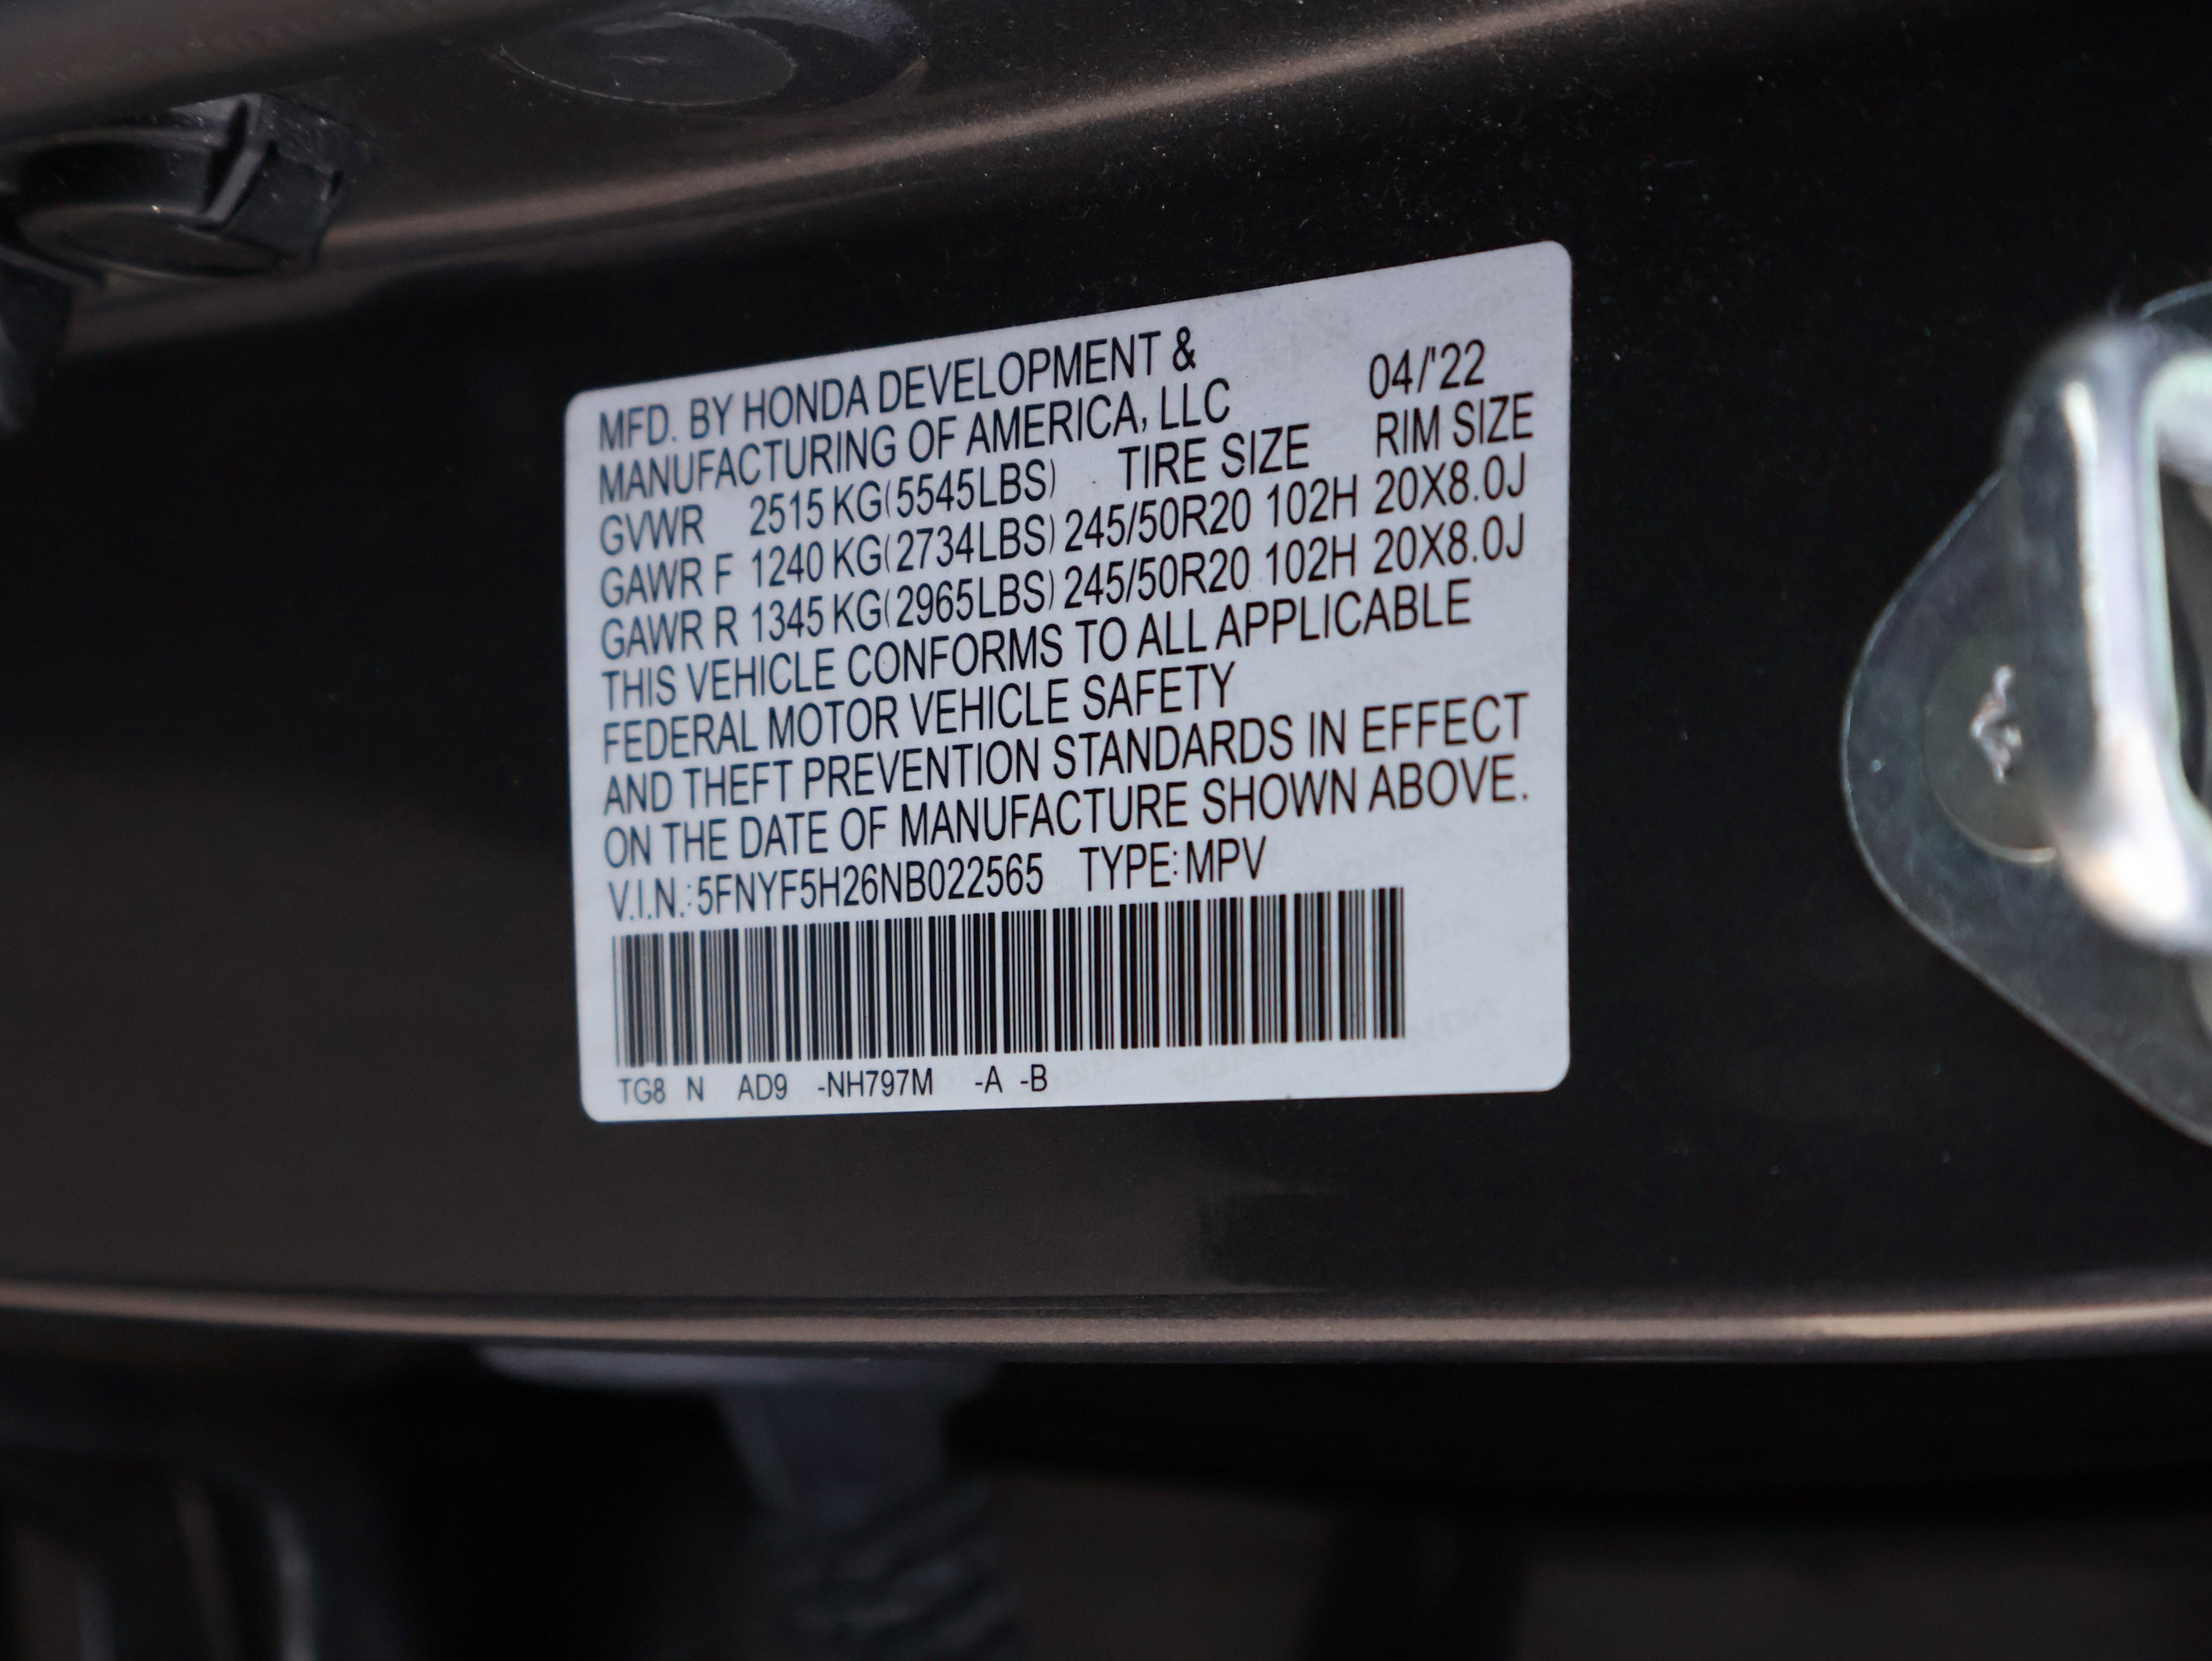 MFD. BY HONDA DEVELOPMENT &
MANUFACTURING OF AMERICA, LLC 04/'22
GVWR 2515 KG(5545LBS) TIRE SIZE RIM SIZE
GAWR F 1240 KG(2734LBS) 245/50R20 102H 20X8.0J
GAWR R 1345 KG(2965LBS) 245/50R20 102H 20X8.0J
THIS VEHICLE CONFORMS TO ALL APPLICABLE
FEDERAL MOTOR VEHICLE SAFETY
AND THEFT PREVENTION STANDARDS IN EFFECT
ON THE DATE OF MANUFACTURE SHOWN ABOVE.
V.I.N.:5FNYF5H26NB022565 TYPE:MPV
TG8 N AD9 -NH797M -A -B